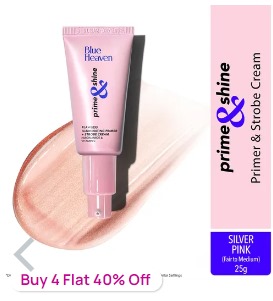 Blue
Heaven
prime
&
shine
prime & shine
Primer & Strobe Cream
SILVER
PINK
(Fair to Medium)
25g
Buy 4 Flat 40% Off